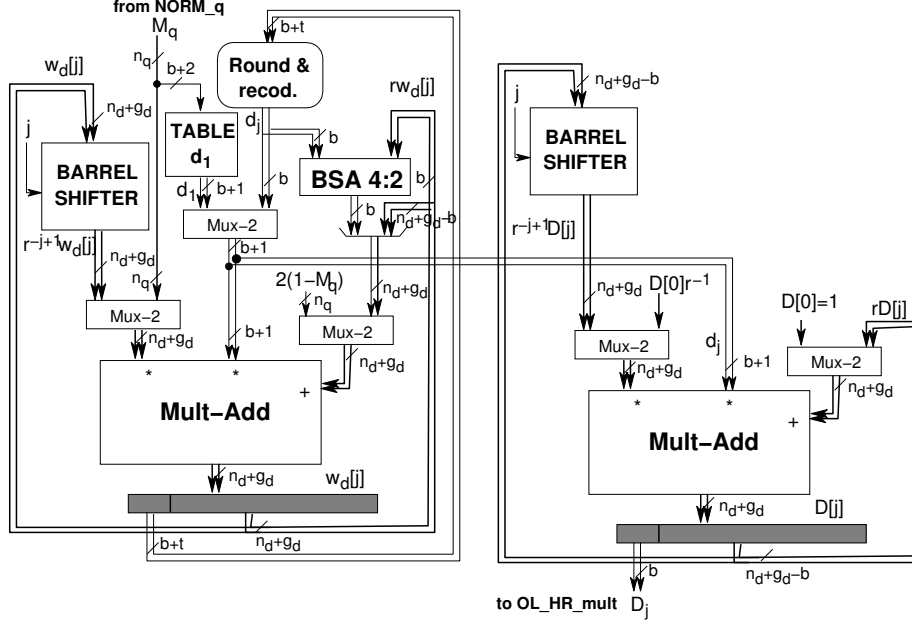 from NORM_q
M_q
n_q
b+2
b+t
Round &
recod.
w_d[j]
n_d+g_d
j
BARREL
SHIFTER
TABLE
d_1
d_j
b
rw_d[j]
BSA 4:2
b
b
b
d_1
b+1
b
Mux-2
b+1
n_d+g_d-b
r^-j+1 w_d[j]
n_d+g_d
n_q
2(1-M_q)
n_q
n_d+g_d
Mux-2
Mux-2
n_d+g_d
b+1
n_d+g_d
*
*
+
Mult-Add
n_d+g_d
w_d[j]
b+t
n_d+g_d
n_d+g_d-b
j
BARREL
SHIFTER
r^-j+1 D[j]
n_d+g_d
D[0]r^-1
Mux-2
n_d+g_d
d_j
b+1
D[0]=1
rD[j]
Mux-2
n_d+g_d
*
*
+
Mult-Add
n_d+g_d
D[j]
b
n_d+g_d-b
to OL_HR_mult
D_j